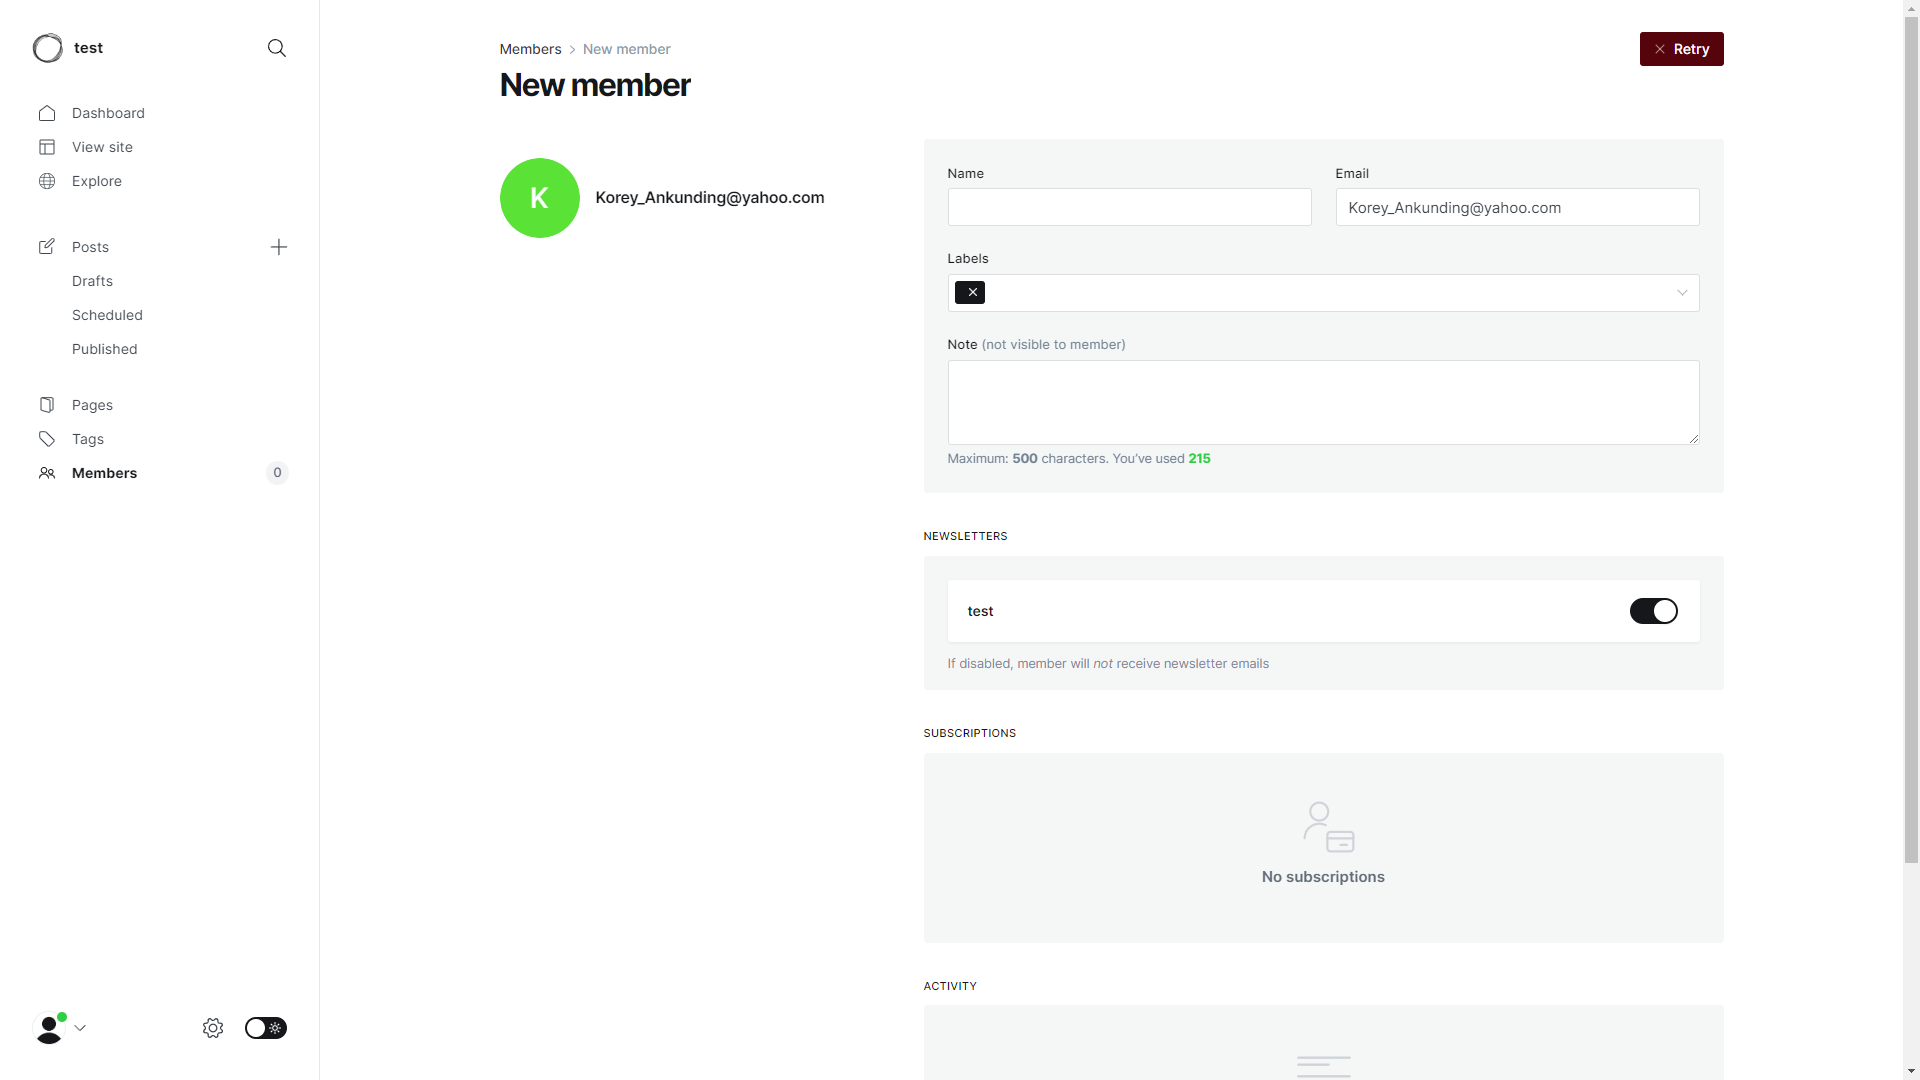 test
Dashboard
View site
Explore
Posts
Drafts
Scheduled
Published
Pages
Tags
Members 0
Members > New member
New member
Retry
K
Korey_Ankunding@yahoo.com
Name
Email
Korey_Ankunding@yahoo.com
Labels
Note (not visible to member)
Maximum: 500 characters. You've used 215
NEWSLETTERS
test
If disabled, member will not receive newsletter emails
SUBSCRIPTIONS
No subscriptions
ACTIVITY